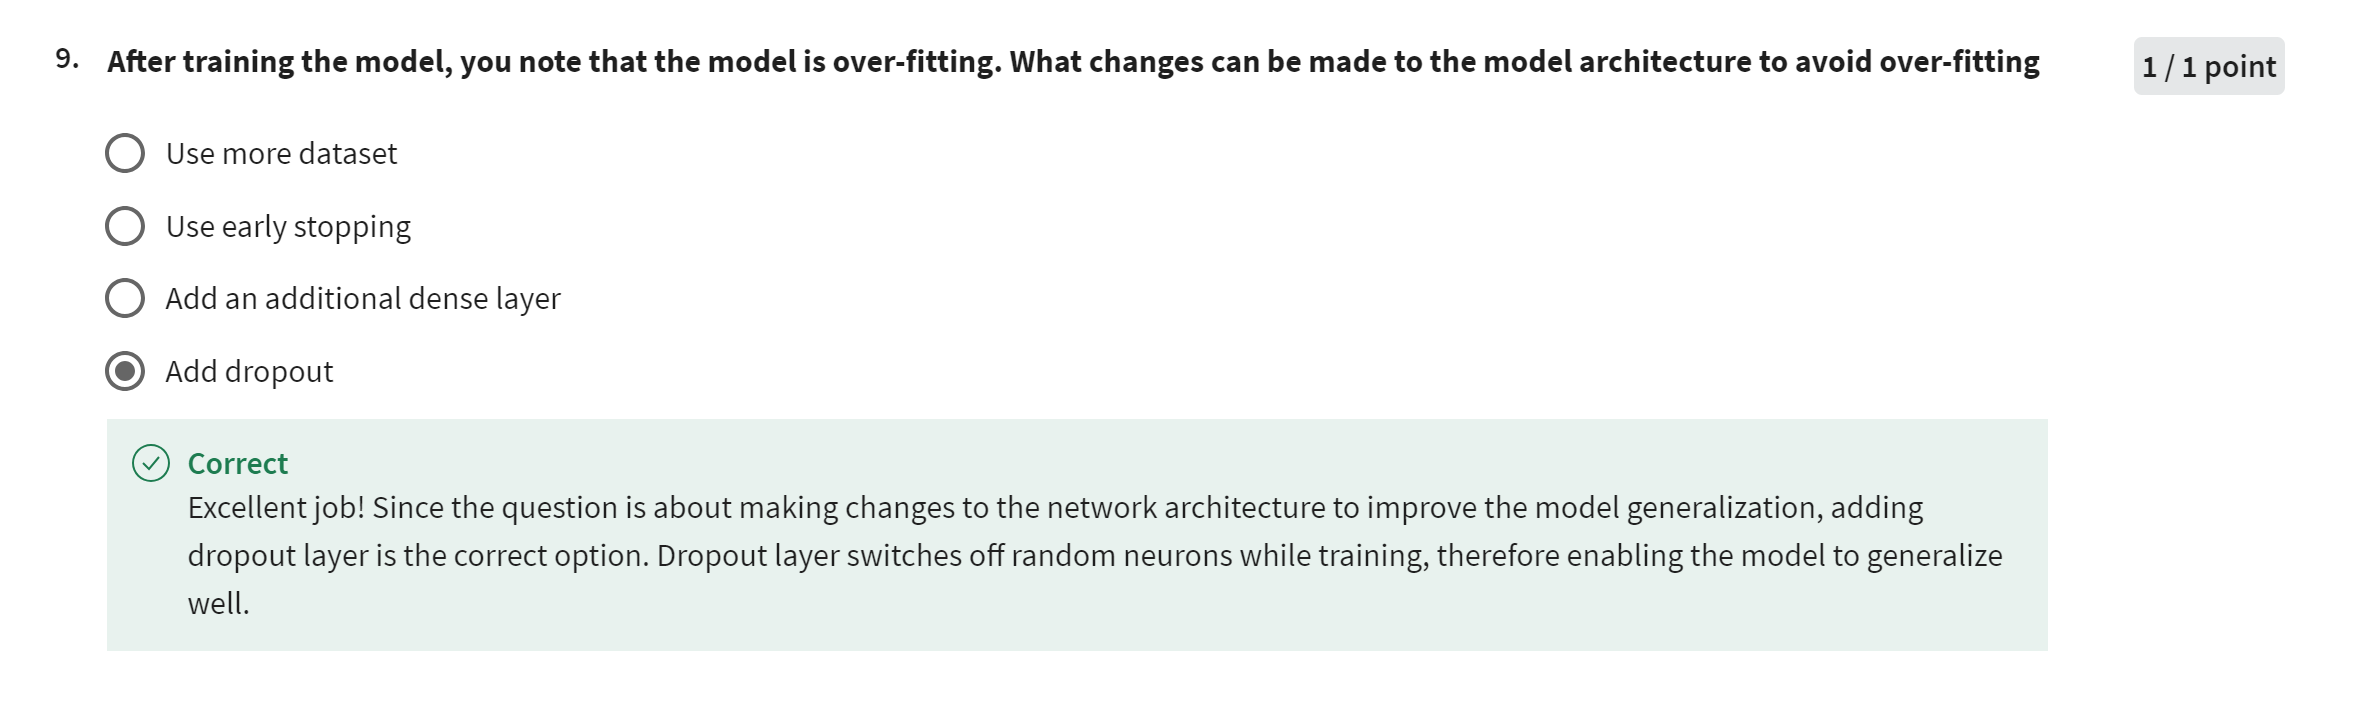 9. After training the model, you note that the model is over-fitting. What changes can be made to the model architecture to avoid over-fitting
1 / 1 point
Use more dataset
Use early stopping
Add an additional dense layer
Add dropout
Correct
Excellent job! Since the question is about making changes to the network architecture to improve the model generalization, adding
dropout layer is the correct option. Dropout layer switches off random neurons while training, therefore enabling the model to generalize
well.